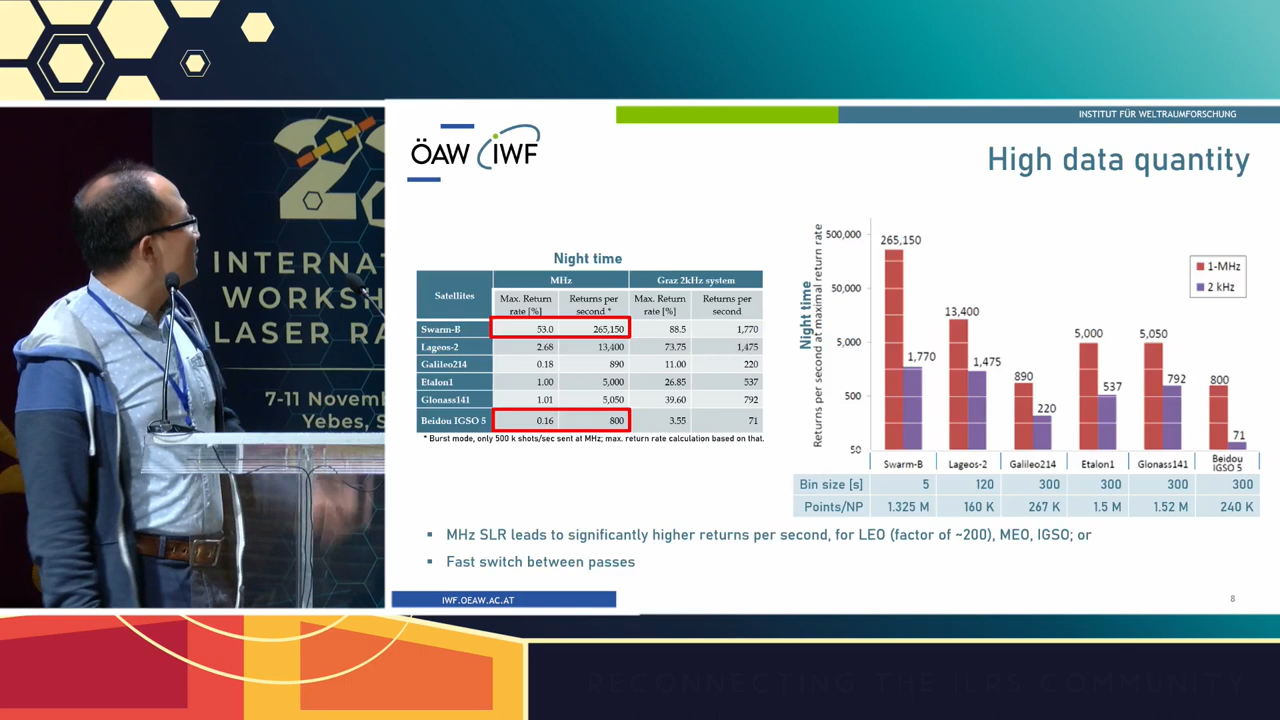 INSTITUT FÜR WELTRAUMFORSCHUNG
ÖAW IWF
High data quantity
INTERNAT
WORKSH
LASER RA
7-11 Novemb
Yebes, S
Night time
Satellites MHz Graz 2kHz system
Max. Return rate [%] Returns per second * Max. Return rate [%] Returns per second
Swarm-B 53.0 265,150 88.5 1,770
Lageos-2 2.68 13,400 73.75 1,475
Galileo214 0.18 890 11.00 220
Etalon1 1.00 5,000 26.85 537
Glonass141 1.01 5,050 39.60 792
Beidou IGSO 5 0.16 800 3.55 71
* Burst mode, only 500 k shots/sec sent at MHz; max. return rate calculation based on that.
Night time
Returns per second at maximal return rate
500,000
50,000
5,000
500
50
265,150
1,770
13,400
1,475
890
220
5,000
537
5,050
792
800
71
1-MHz
2 kHz
Swarm-B Lageos-2 Galileo214 Etalon1 Glonass141 Beidou IGSO 5
Bin size [s] 5 120 300 300 300 300
Points/NP 1.325 M 160 K 267 K 1.5 M 1.52 M 240 K
▪ MHz SLR leads to significantly higher returns per second, for LEO (factor of ~200), MEO, IGSO; or
▪ Fast switch between passes
IWF.OEAW.AC.AT
8
RECONNECTING THE ILRS COMMUNITY